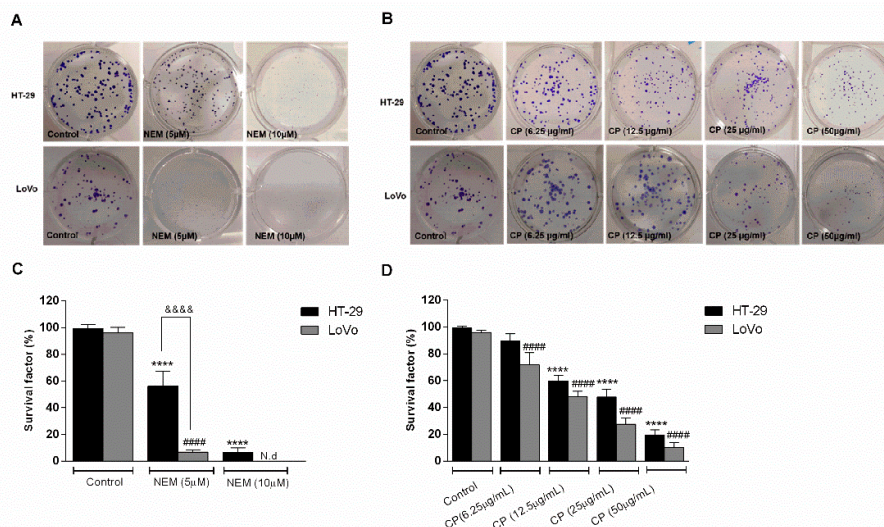 A
HT-29
Control
NEM (5µM)
NEM (10µM)
LoVo
Control
NEM (5µM)
NEM (10µM)
B
HT-29
Control
CP (6.25 µg/ml)
CP (12.5 µg/ml)
CP (25 µg/ml)
CP (50µg/ml)
LoVo
Control
CP (6.25 µg/ml)
CP (12.5 µg/ml)
CP (25 µg/ml)
CP (50µg/ml)
C
Survival factor (%)
120
100
80
60
40
20
0
&&&&
HT-29
LoVo
****
####
****
N.d
Control
NEM (5µM)
NEM (10µM)
D
Survival factor (%)
120
100
80
60
40
20
0
HT-29
LoVo
####
****
####
****
####
****
####
Control
CP(6.25µg/mL)
CP (12.5µg/mL)
CP (25µg/mL)
CP (50µg/mL)